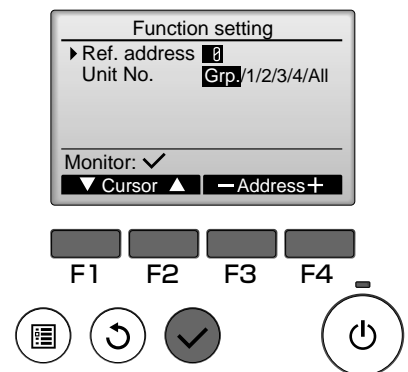 Function setting
Ref. address 0
Unit No. Grp./1/2/3/4/All
Monitor:
Cursor −Address+
F1 F2 F3 F4